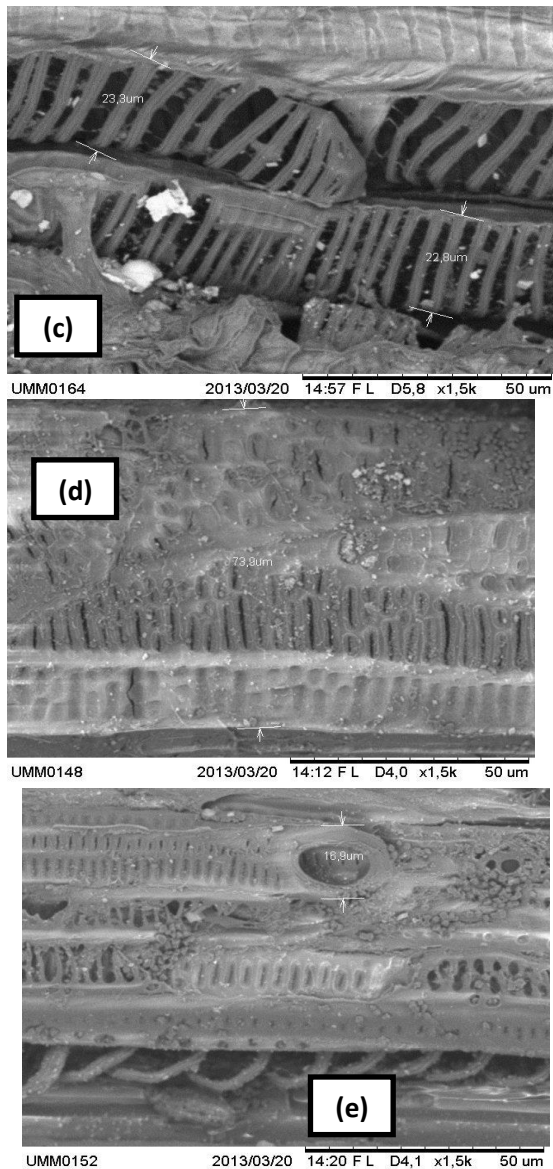 23,3um
22,8um
(c)
UMM0164 2013/03/20 14:57 F L D5,8 x1,5k 50 um
(d)
73,9um
UMM0148 2013/03/20 14:12 F L D4,0 x1,5k 50 um
16,9um
(e)
UMM0152 2013/03/20 14:20 F L D4,1 x1,5k 50 um